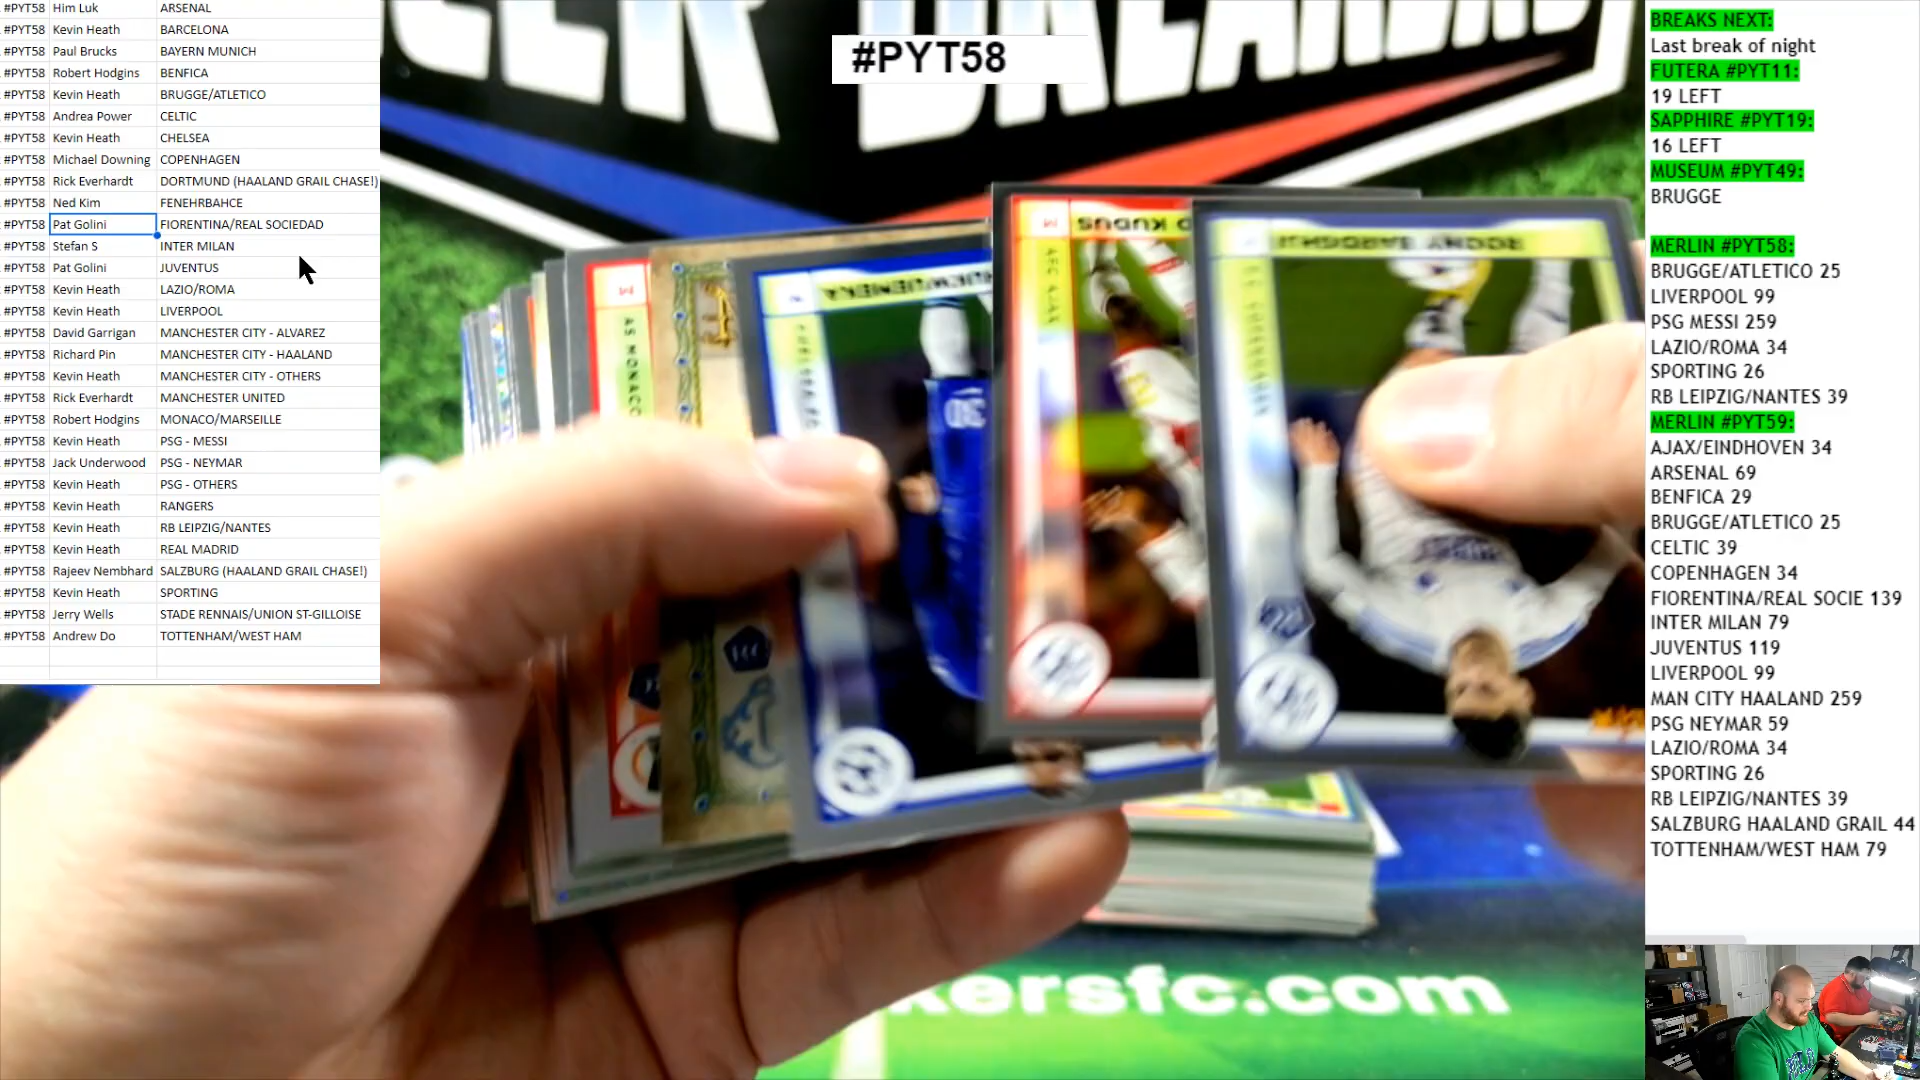 #PYT58 Him Luk ARSENAL
#PYT58 Kevin Heath BARCELONA
#PYT58 Paul Brucks BAYERN MUNICH
#PYT58 Robert Hodgins BENFICA
#PYT58 Kevin Heath BRUGGE/ATLETICO
#PYT58 Andrea Power CELTIC
#PYT58 Kevin Heath CHELSEA
#PYT58 Michael Downing COPENHAGEN
#PYT58 Rick Everhardt DORTMUND (HAALAND GRAIL CHASE!)
#PYT58 Ned Kim FENEHRBAHCE
#PYT58 Pat Golini FIORENTINA/REAL SOCIEDAD
#PYT58 Stefan S INTER MILAN
#PYT58 Pat Golini JUVENTUS
#PYT58 Kevin Heath LAZIO/ROMA
#PYT58 Kevin Heath LIVERPOOL
#PYT58 David Garrigan MANCHESTER CITY - ALVAREZ
#PYT58 Richard Pin MANCHESTER CITY - HAALAND
#PYT58 Kevin Heath MANCHESTER CITY - OTHERS
#PYT58 Rick Everhardt MANCHESTER UNITED
#PYT58 Robert Hodgins MONACO/MARSEILLE
#PYT58 Kevin Heath PSG - MESSI
#PYT58 Jack Underwood PSG - NEYMAR
#PYT58 Kevin Heath PSG - OTHERS
#PYT58 Kevin Heath RANGERS
#PYT58 Kevin Heath RB LEIPZIG/NANTES
#PYT58 Kevin Heath REAL MADRID
#PYT58 Rajeev Nembhard SALZBURG (HAALAND GRAIL CHASE!)
#PYT58 Kevin Heath SPORTING
#PYT58 Jerry Wells STADE RENNAIS/UNION ST-GILLOISE
#PYT58 Andrew Do TOTTENHAM/WEST HAM
#PYT58
KUDUS
AS MONACO
30
kersfc.com
BREAKS NEXT:
Last break of night
FUTERA #PYT11:
19 LEFT
SAPPHIRE #PYT19:
16 LEFT
MUSEUM #PYT49:
BRUGGE
MERLIN #PYT58:
BRUGGE/ATLETICO 25
LIVERPOOL 99
PSG MESSI 259
LAZIO/ROMA 34
SPORTING 26
RB LEIPZIG/NANTES 39
MERLIN #PYT59:
AJAX/EINDHOVEN 34
ARSENAL 69
BENFICA 29
BRUGGE/ATLETICO 25
CELTIC 39
COPENHAGEN 34
FIORENTINA/REAL SOCIE 139
INTER MILAN 79
JUVENTUS 119
LIVERPOOL 99
MAN CITY HAALAND 259
PSG NEYMAR 59
LAZIO/ROMA 34
SPORTING 26
RB LEIPZIG/NANTES 39
SALZBURG HAALAND GRAIL 44
TOTTENHAM/WEST HAM 79